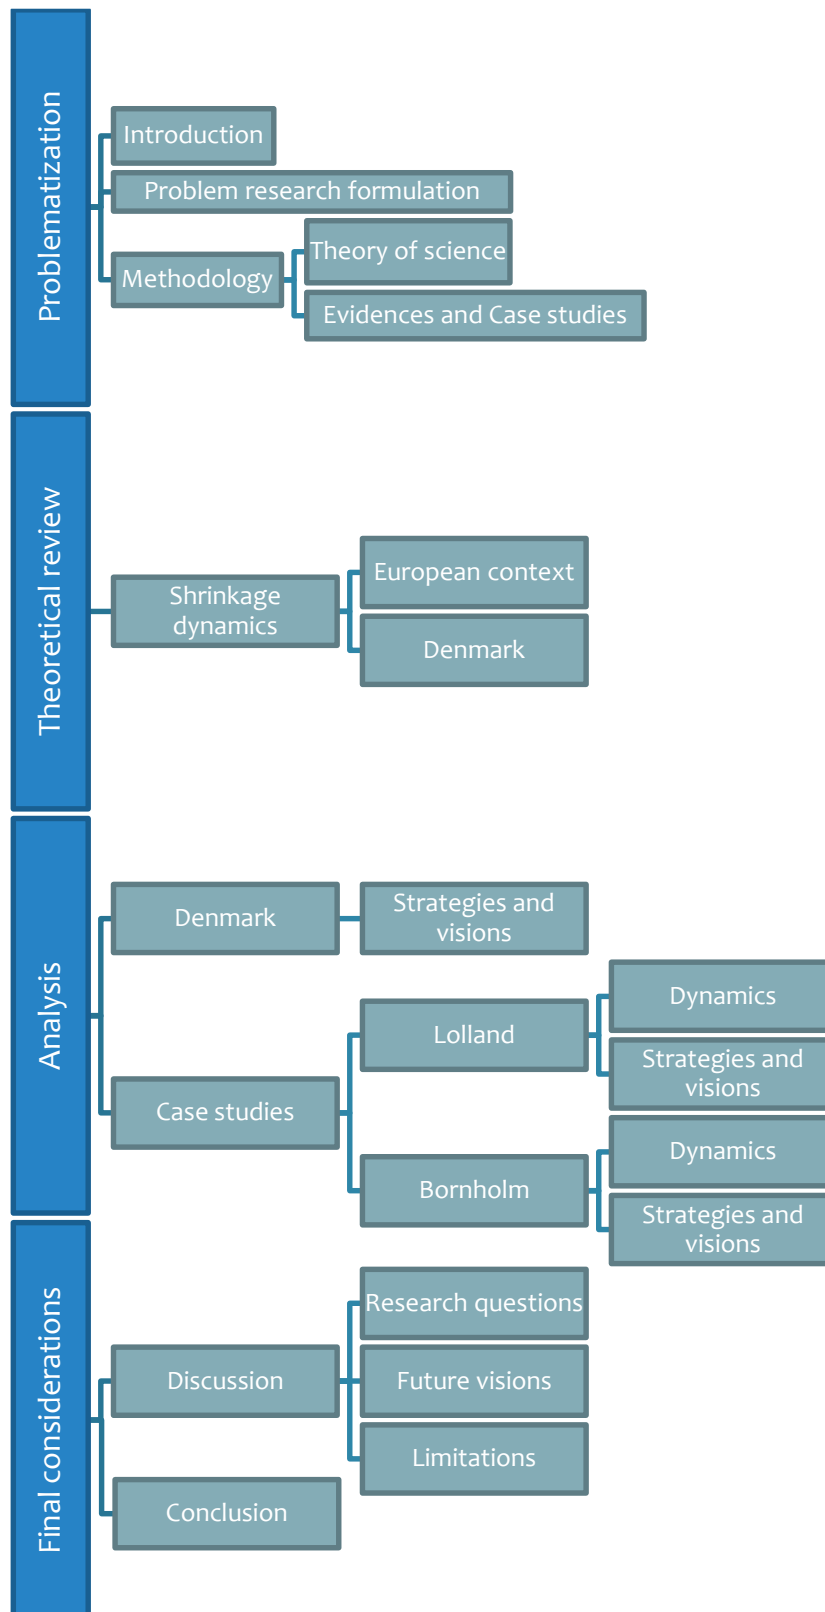 Problematization
Introduction
Problem research formulation
Methodology
Theory of science
Evidences and Case studies
Theoretical review
Shrinkage
dynamics
European context
Denmark
Analysis
Denmark
Strategies and
visions
Case studies
Lolland
Dynamics
Strategies and
visions
Bornholm
Dynamics
Strategies and
visions
Final considerations
Discussion
Research questions
Future visions
Limitations
Conclusion